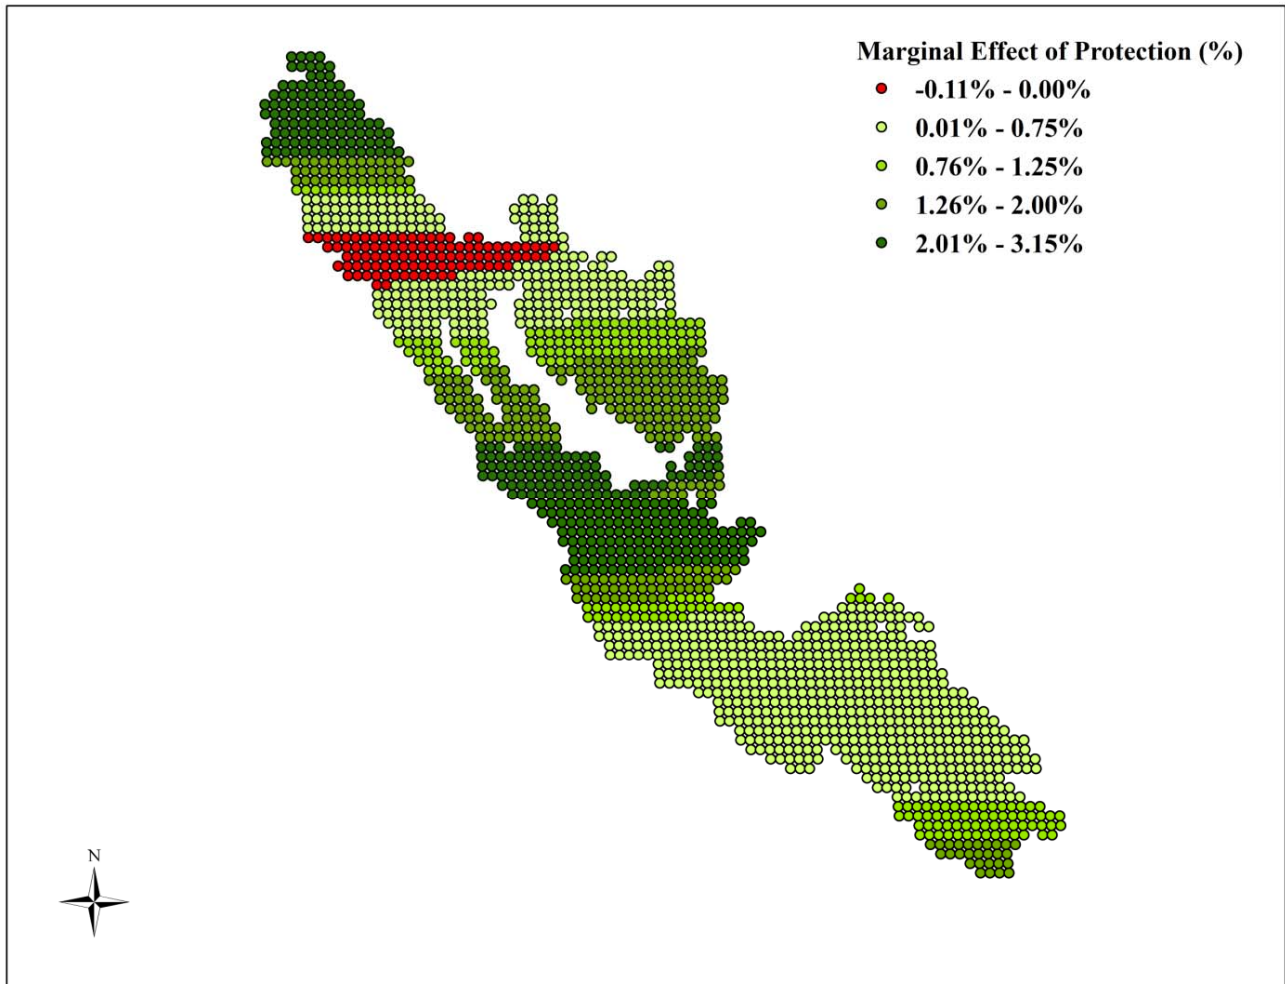 Marginal Effect of Protection (%)
-0.11% - 0.00%
0.01% - 0.75%
0.76% - 1.25%
1.26% - 2.00%
2.01% - 3.15%
N